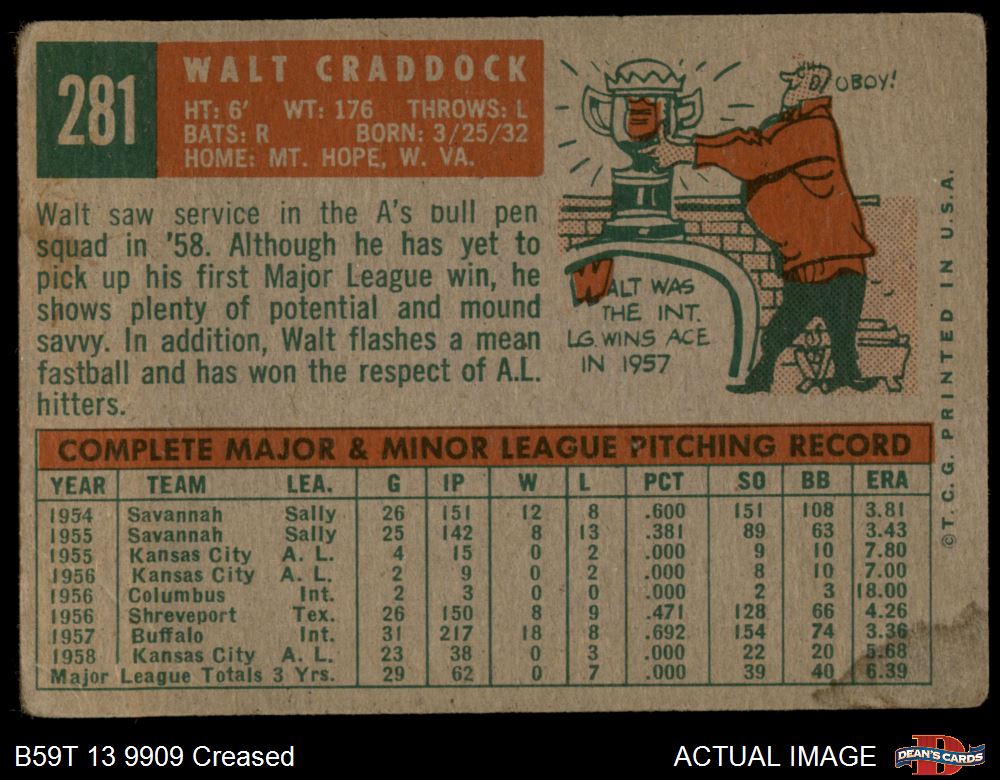 281
WALT CRADDOCK
HT: 6' WT: 176 THROWS: L
BATS: R BORN: 3/25/32
HOME: MT. HOPE, W. VA.
Walt saw service in the A's bull pen
squad in '58. Although he has yet to
pick up his first Major League win, he
shows plenty of potential and mound
savvy. In addition, Walt flashes a mean
fastball and has won the respect of A.L.
hitters.
OBOY!
WALT WAS
THE INT.
LG. WINS ACE
IN 1957
COMPLETE MAJOR & MINOR LEAGUE PITCHING RECORD
YEAR TEAM LEA. G IP W L PCT SO BB ERA
1954 Savannah Sally 26 151 12 8 .600 151 108 3.81
1955 Savannah Sally 25 142 8 13 .381 89 63 3.43
1955 Kansas City A. L. 4 15 0 2 .000 9 10 7.80
1956 Kansas City A. L. 2 9 0 2 .000 8 10 7.00
1956 Columbus Int. 2 3 0 0 .000 2 3 18.00
1956 Shreveport Tex. 26 150 8 9 .471 128 66 4.26
1957 Buffalo Int. 31 217 18 8 .692 154 74 3.36
1958 Kansas City A. L. 23 38 0 3 .000 22 20 5.68
Major League Totals 3 Yrs. 29 62 0 7 .000 39 40 6.39
©T. C. G. PRINTED IN U.S.A.
B59T 13 9909 Creased
ACTUAL IMAGE
D
DEAN'S CARDS